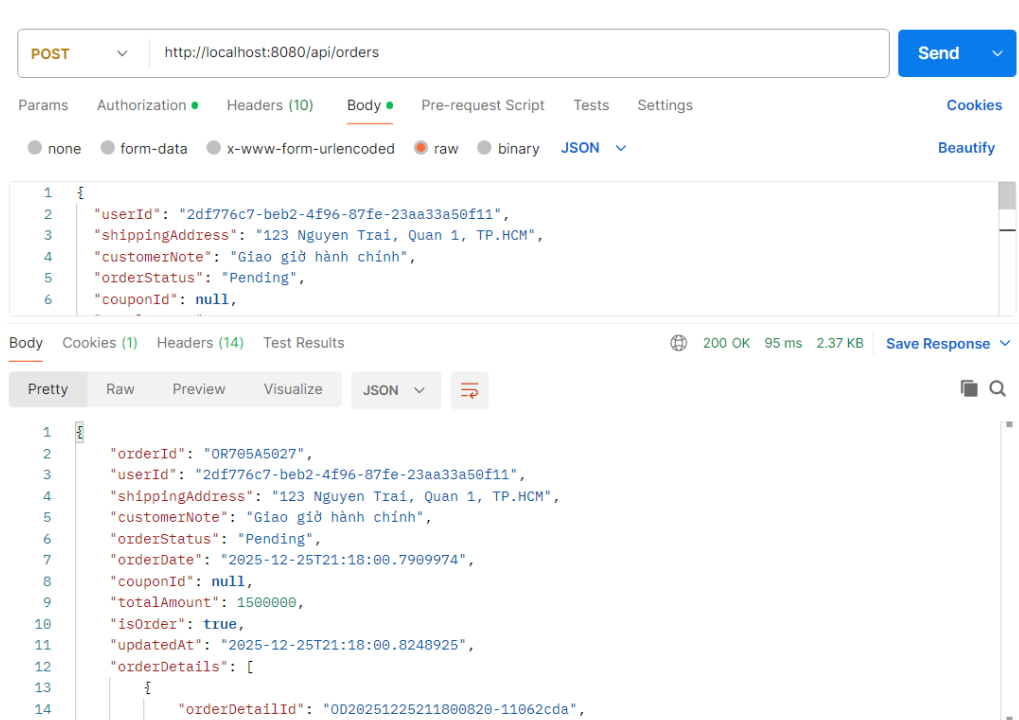 POST http://localhost:8080/api/orders Send
Params Authorization Headers (10) Body Pre-request Script Tests Settings Cookies
none form-data x-www-form-urlencoded raw binary JSON Beautify
1 {
2 "userId": "2df776c7-beb2-4f96-87fe-23aa33a50f11",
3 "shippingAddress": "123 Nguyen Trai, Quan 1, TP.HCM",
4 "customerNote": "Giao giờ hành chính",
5 "orderStatus": "Pending",
6 "couponId": null,
Body Cookies (1) Headers (14) Test Results 200 OK 95 ms 2.37 KB Save Response
Pretty Raw Preview Visualize JSON
1 {
2 "orderId": "OR705A5027",
3 "userId": "2df776c7-beb2-4f96-87fe-23aa33a50f11",
4 "shippingAddress": "123 Nguyen Trai, Quan 1, TP.HCM",
5 "customerNote": "Giao giờ hành chính",
6 "orderStatus": "Pending",
7 "orderDate": "2025-12-25T21:18:00.7909974",
8 "couponId": null,
9 "totalAmount": 1500000,
10 "isOrder": true,
11 "updatedAt": "2025-12-25T21:18:00.8248925",
12 "orderDetails": [
13 {
14 "orderDetailId": "OD20251225211800820-11062cda",